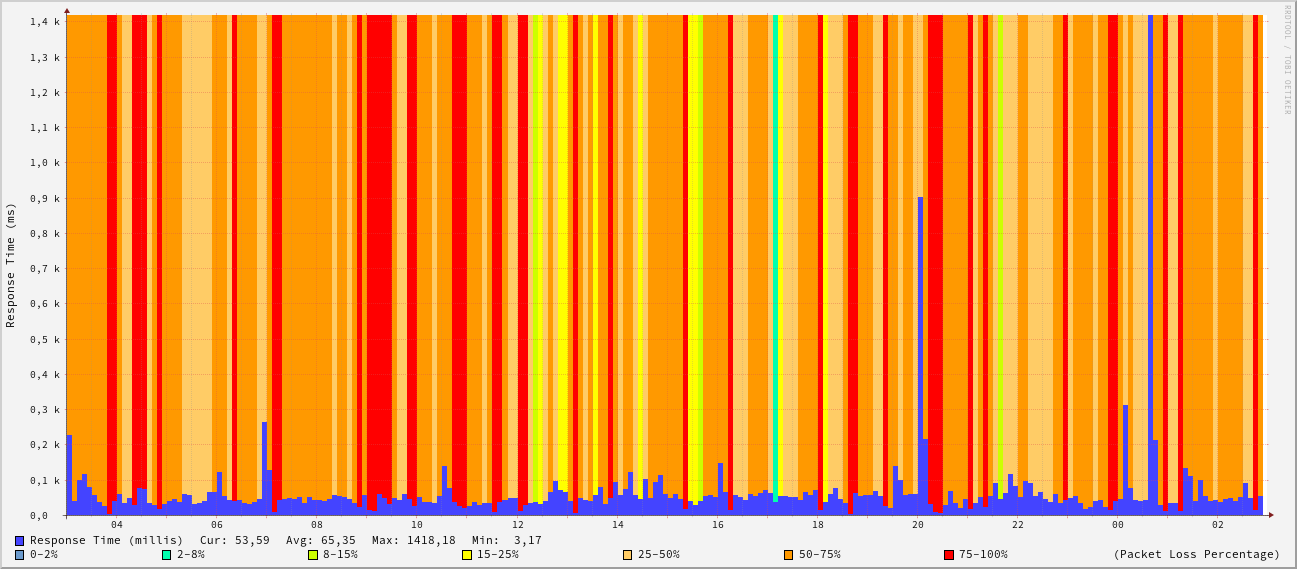 1,4 k
1,3 k
1,2 k
1,1 k
1,0 k
0,9 k
0,8 k
0,7 k
0,6 k
0,5 k
0,4 k
0,3 k
0,2 k
0,1 k
0,0
Response Time (ms)
RRDTOOL / TOBI OETIKER
04 06 08 10 12 14 16 18 20 22 00 02
Response Time (millis) Cur: 53,59 Avg: 65,35 Max: 1418,18 Min: 3,17
0-2% 2-8% 8-15% 15-25% 25-50% 50-75% 75-100% (Packet Loss Percentage)